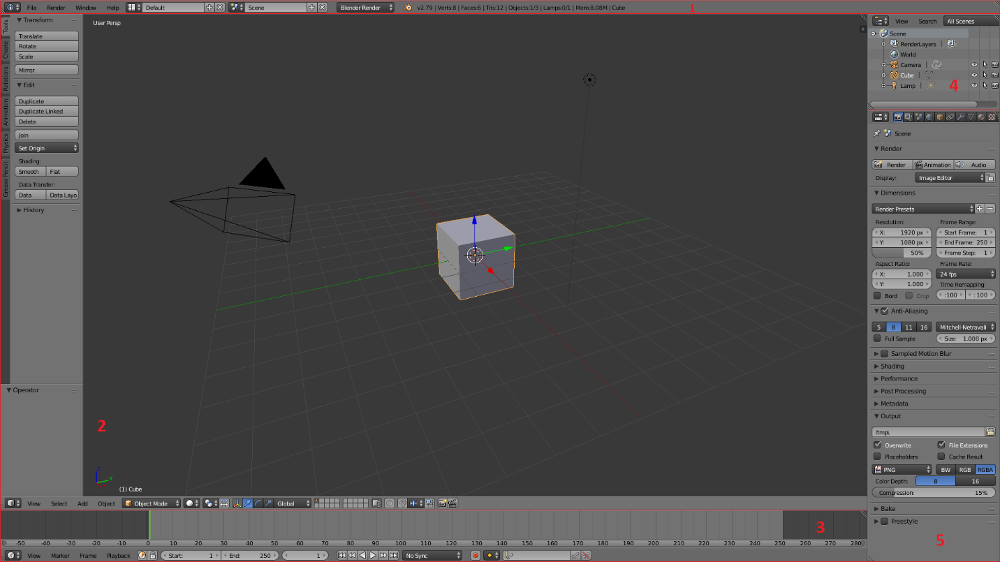 File Render Window Help Default Scene Blender Render v2.79 | Verts:8 | Faces:6 | Tris:12 | Objects:1/3 | Lamps:0/1 | Mem:8.08M | Cube 1
Tools
Create
Relations
Animation
Physics
Grease Pencil
Transform
Translate
Rotate
Scale
Mirror
Edit
Duplicate
Duplicate Linked
Delete
Join
Set Origin
Shading:
Smooth Flat
Data Transfer:
Data Data Layo
History
Operator
User Persp
2
z
y
(1) Cube
View Select Add Object Object Mode Global
3
-50 -40 -30 -20 -10 0 10 20 30 40 50 60 70 80 90 100 110 120 130 140 150 160 170 180 190 200 210 220 230 240 250 260 270 280
View Marker Frame Playback Start: 1 End: 250 1 No Sync
View Search All Scenes
Scene
RenderLayers |
World
Camera |
Cube |
Lamp |
4
Scene
Render
Render Animation Audio
Display: Image Editor
Dimensions
Render Presets
Resolution: Frame Range:
X: 1920 px Start Frame: 1
Y: 1080 px End Frame: 250
50% Frame Step: 1
Aspect Ratio: Frame Rate:
X: 1.000 24 fps
Y: 1.000 Time Remapping:
Bord Crop :100 : 100
Anti-Aliasing
5 8 11 16 Mitchell-Netravali
Full Sample Size: 1.000 px
Sampled Motion Blur
Shading
Performance
Post Processing
Metadata
Output
/tmp\
Overwrite File Extensions
Placeholders Cache Result
PNG BW RGB RGBA
Color Depth: 8 16
Compression: 15%
Bake
Freestyle
5